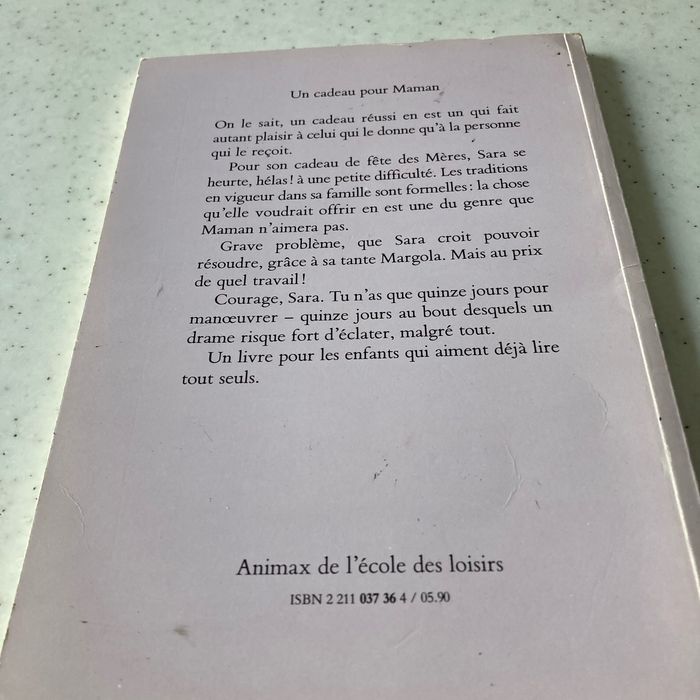 Un cadeau pour Maman
On le sait, un cadeau réussi en est un qui fait
autant plaisir à celui qui le donne qu'à la personne
qui le reçoit.
Pour son cadeau de fête des Mères, Sara se
heurte, hélas! à une petite difficulté. Les traditions
en vigueur dans sa famille sont formelles : la chose
qu'elle voudrait offrir en est une du genre que
Maman n'aimera pas.
Grave problème, que Sara croit pouvoir
résoudre, grâce à sa tante Margola. Mais au prix
de quel travail!
Courage, Sara. Tu n'as que quinze jours pour
manœuvrer – quinze jours au bout desquels un
drame risque fort d'éclater, malgré tout.
Un livre pour les enfants qui aiment déjà lire
tout seuls.
Animax de l'école des loisirs
ISBN 2 211 037 36 4 / 05.90